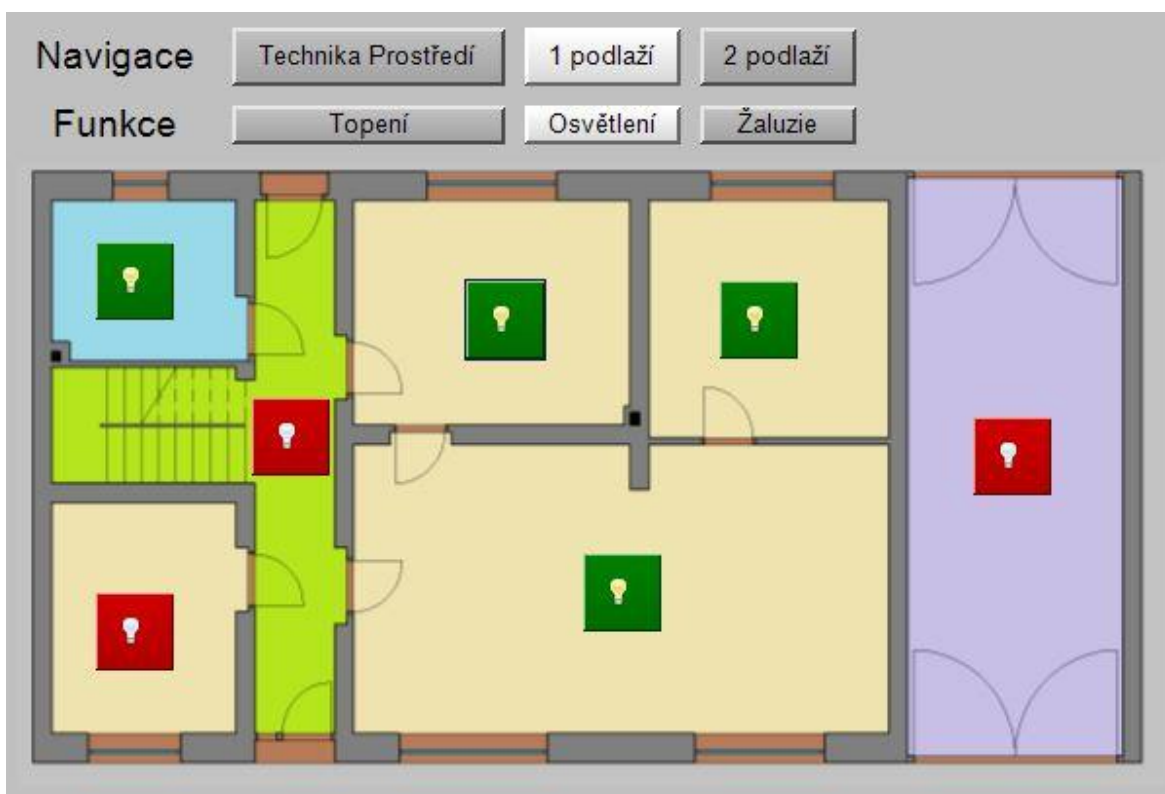 Navigace Technika Prostředí 1 podlaží 2 podlaží
Funkce Topení Osvětlení Žaluzie